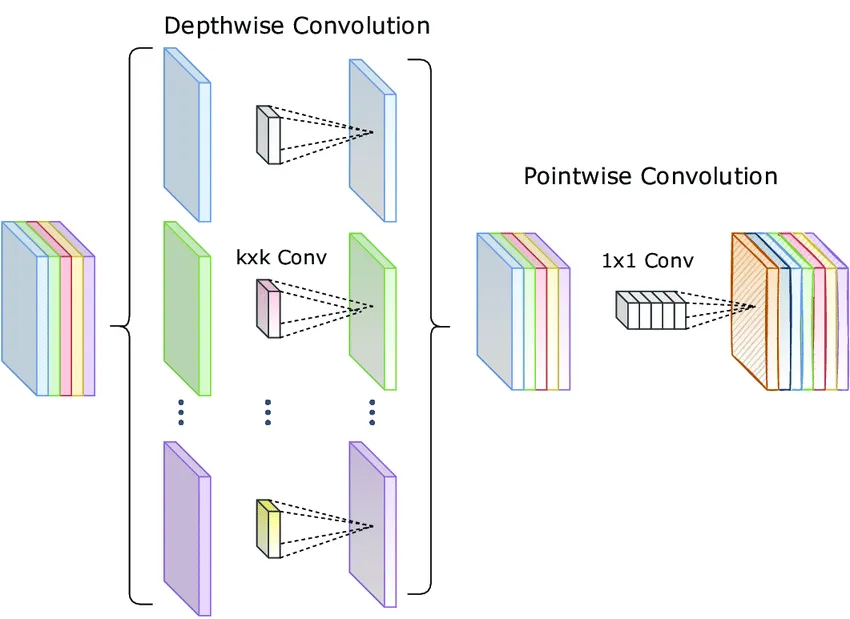 Depthwise Convolution
kxk Conv
Pointwise Convolution
1x1 Conv